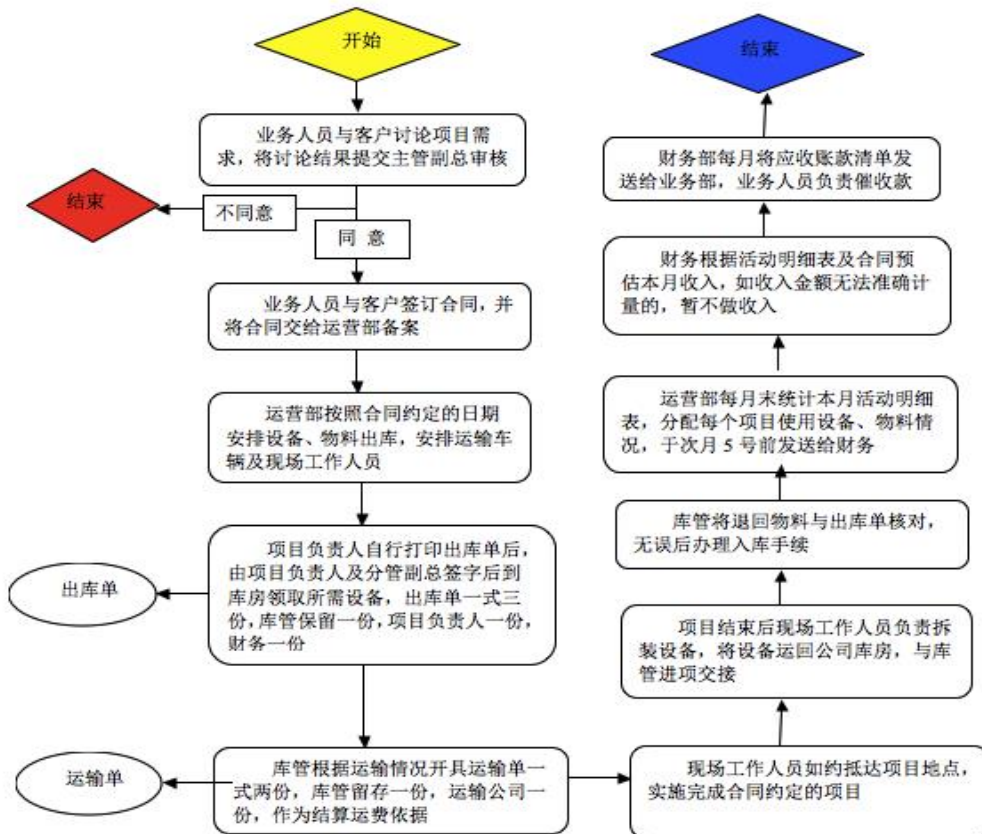 开始
业务人员与客户讨论项目需
求，将讨论结果提交主管副总审核
结束
不同意
同 意
业务人员与客户签订合同，并
将合同交给运营部备案
运营部按照合同约定的日期
安排设备、物料出库，安排运输车
辆及现场工作人员
项目负责人自行打印出库单后，
由项目负责人及分管副总签字后到
库房领取所需设备，出库单一式三
份，库管保留一份，项目负责人一份，
财务一份
出库单
库管根据运输情况开具运输单一
式两份，库管留存一份，运输公司一
份，作为结算运费依据
运输单
现场工作人员如约抵达项目地点，
实施完成合同约定的项目
项目结束后现场工作人员负责拆
装设备，将设备运回公司库房，与库
管进项交接
库管将退回物料与出库单核对，
无误后办理入库手续
运营部每月末统计本月活动明细
表，分配每个项目使用设备、物料情
况，于次月 5 号前发送给财务
财务根据活动明细表及合同预
估本月收入，如收入金额无法准确计
量的，暂不做收入
财务部每月将应收账款清单发
送给业务部，业务人员负责催收款
结束